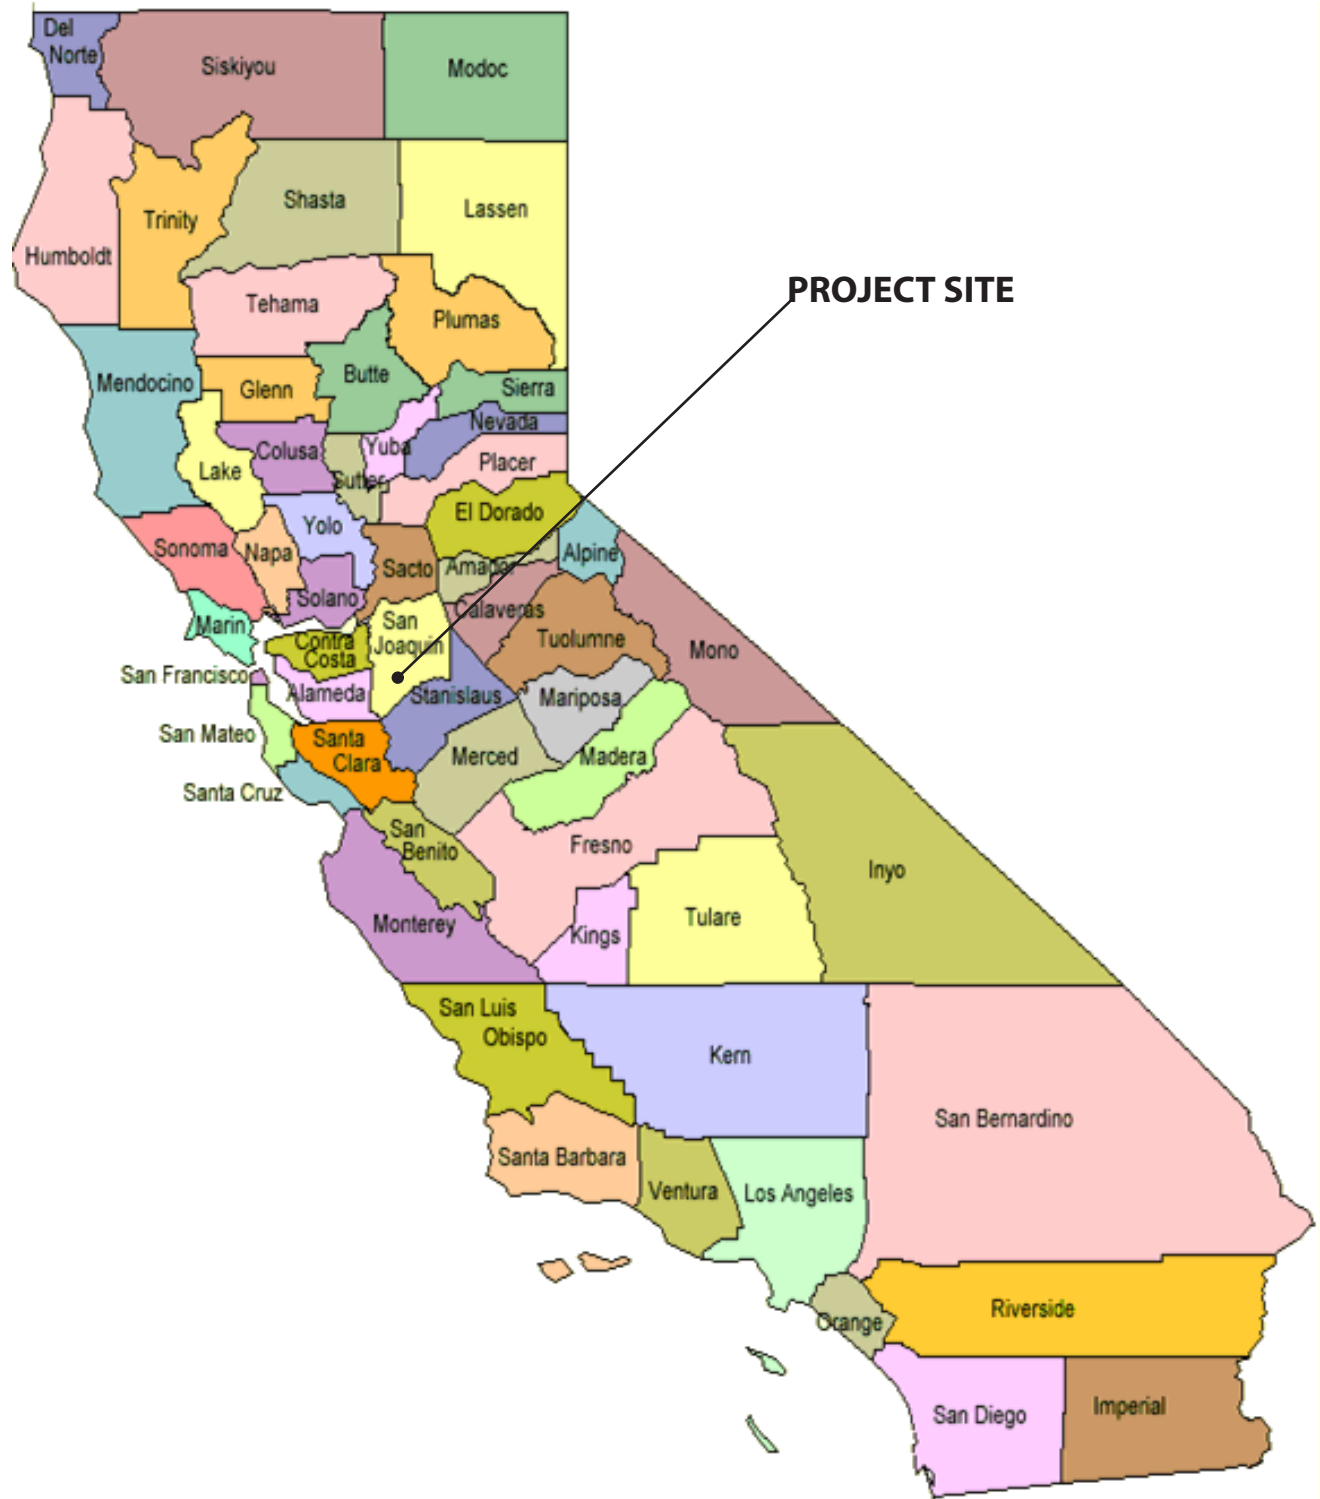 Del
Norte
Siskiyou
Modoc
Shasta
Lassen
Trinity
Humboldt
PROJECT SITE
Tehama
Plumas
Mendocino
Glenn
Butte
Sierra
Nevada
Colusa
Yuba
Placer
Lake
Sutter
El Dorado
Yolo
Sonoma
Napa
Sacto
Amador
Alpine
Solano
Calaveras
Marin
San
Joaquin
Contra
Costa
Tuolumne
Mono
San Francisco
Alameda
Stanislaus
Mariposa
San Mateo
Santa
Clara
Merced
Madera
Santa Cruz
San
Benito
Fresno
Inyo
Monterey
Kings
Tulare
San Luis
Obispo
Kern
San Bernardino
Santa Barbara
Ventura
Los Angeles
Orange
Riverside
San Diego
Imperial